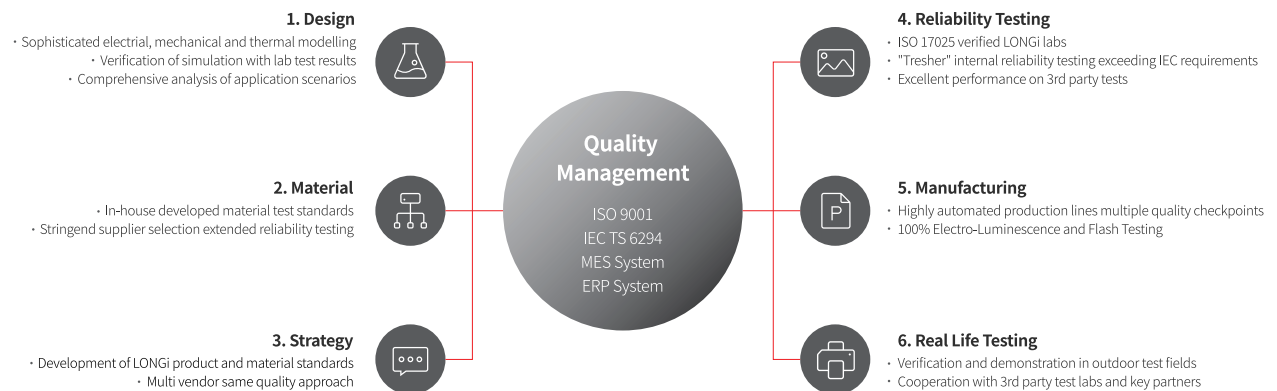 1. Design
· Sophisticated electrial, mechanical and thermal modelling
· Verification of simulation with lab test results
· Comprehensive analysis of application scenarios
2. Material
· In-house developed material test standards
· Stringend supplier selection extended reliability testing
3. Strategy
· Development of LONGi product and material standards
· Multi vendor same quality approach
Quality
Management
ISO 9001
IEC TS 6294
MES System
ERP System
4. Reliability Testing
· ISO 17025 verified LONGi labs
· "Tresher" internal reliability testing exceeding IEC requirements
· Excellent performance on 3rd party tests
5. Manufacturing
· Highly automated production lines multiple quality checkpoints
· 100% Electro-Luminescence and Flash Testing
P
6. Real Life Testing
· Verification and demonstration in outdoor test fields
· Cooperation with 3rd party test labs and key partners